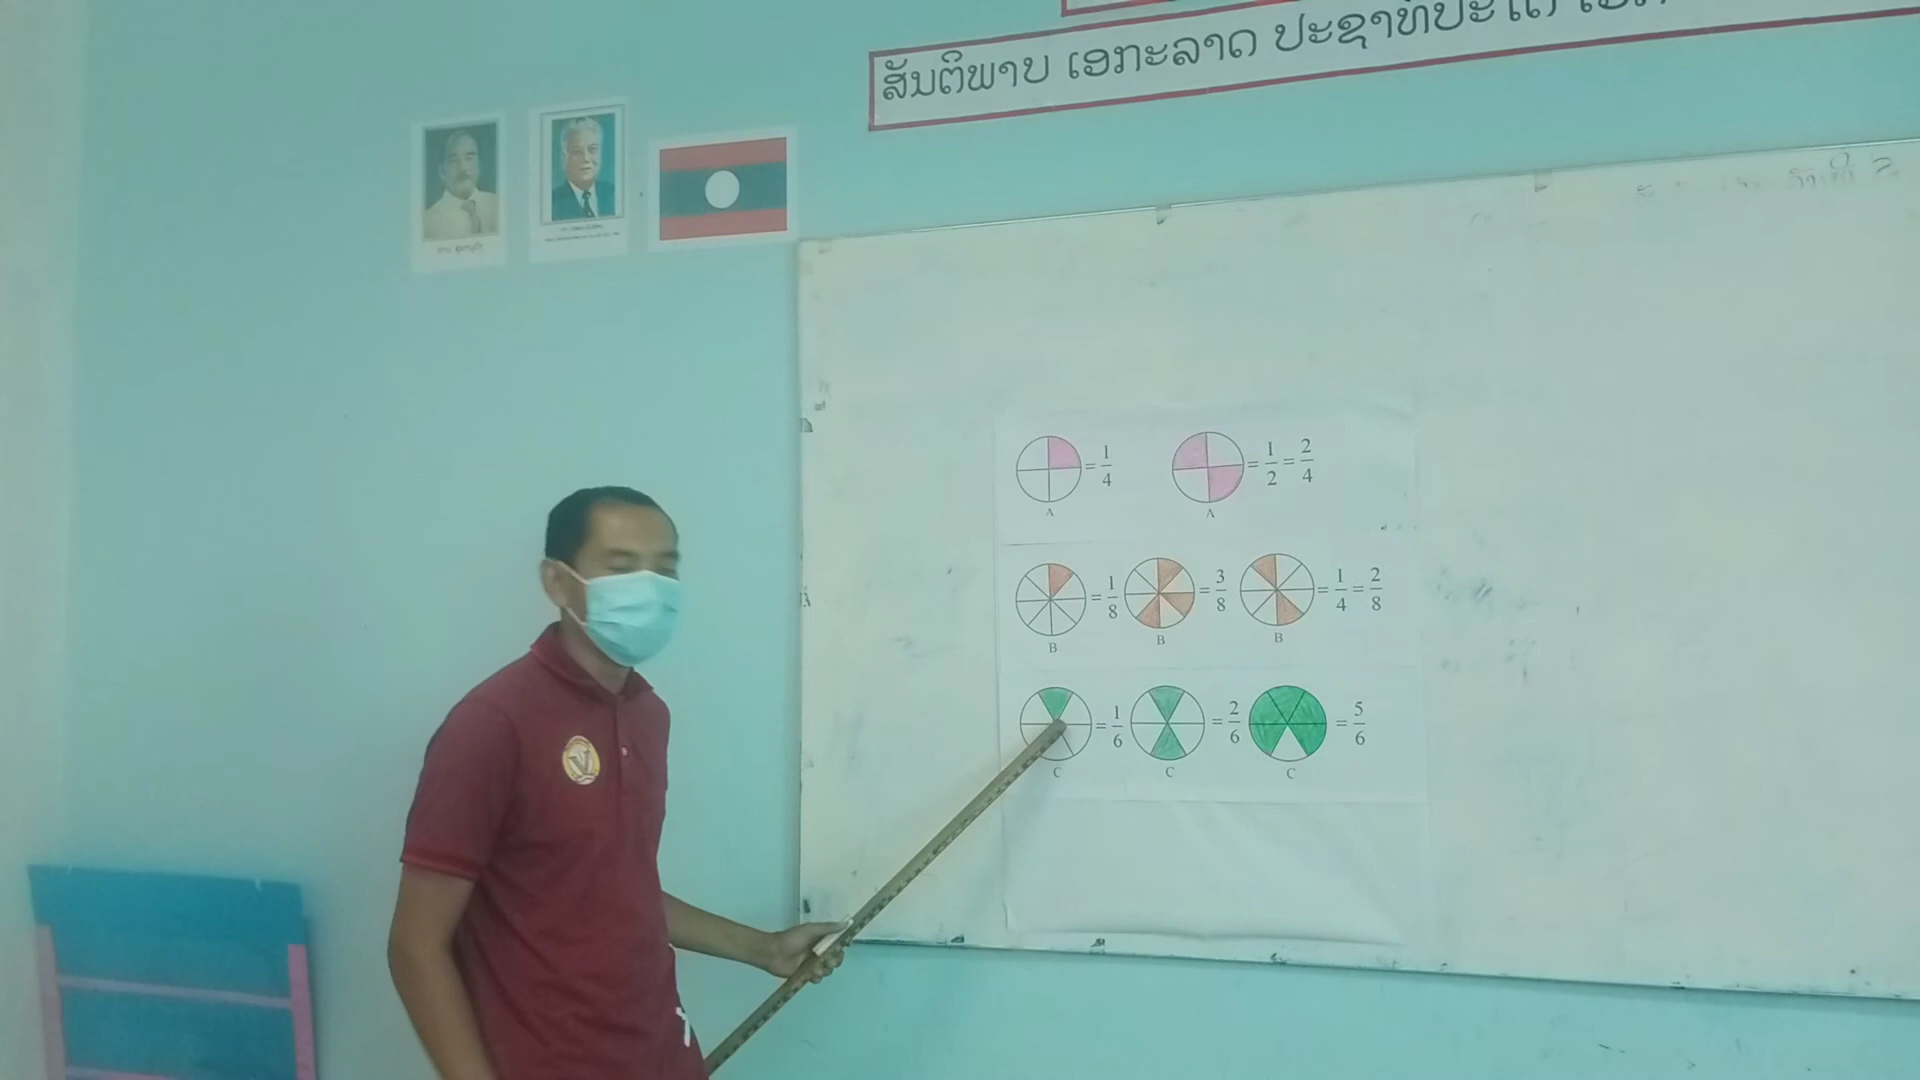 ສັນຕິພາບ ເອກະລາດ ປະຊາທິປະໄຕ
= 1/4
A
= 1/2 = 2/4
A
= 1/8
B
= 3/8
B
= 1/4 = 2/8
B
= 1/6
C
= 2/6
C
= 5/6
C